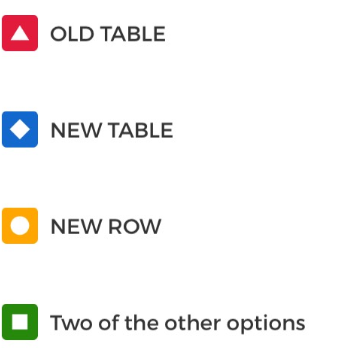 OLD TABLE
NEW TABLE
NEW ROW
Two of the other options